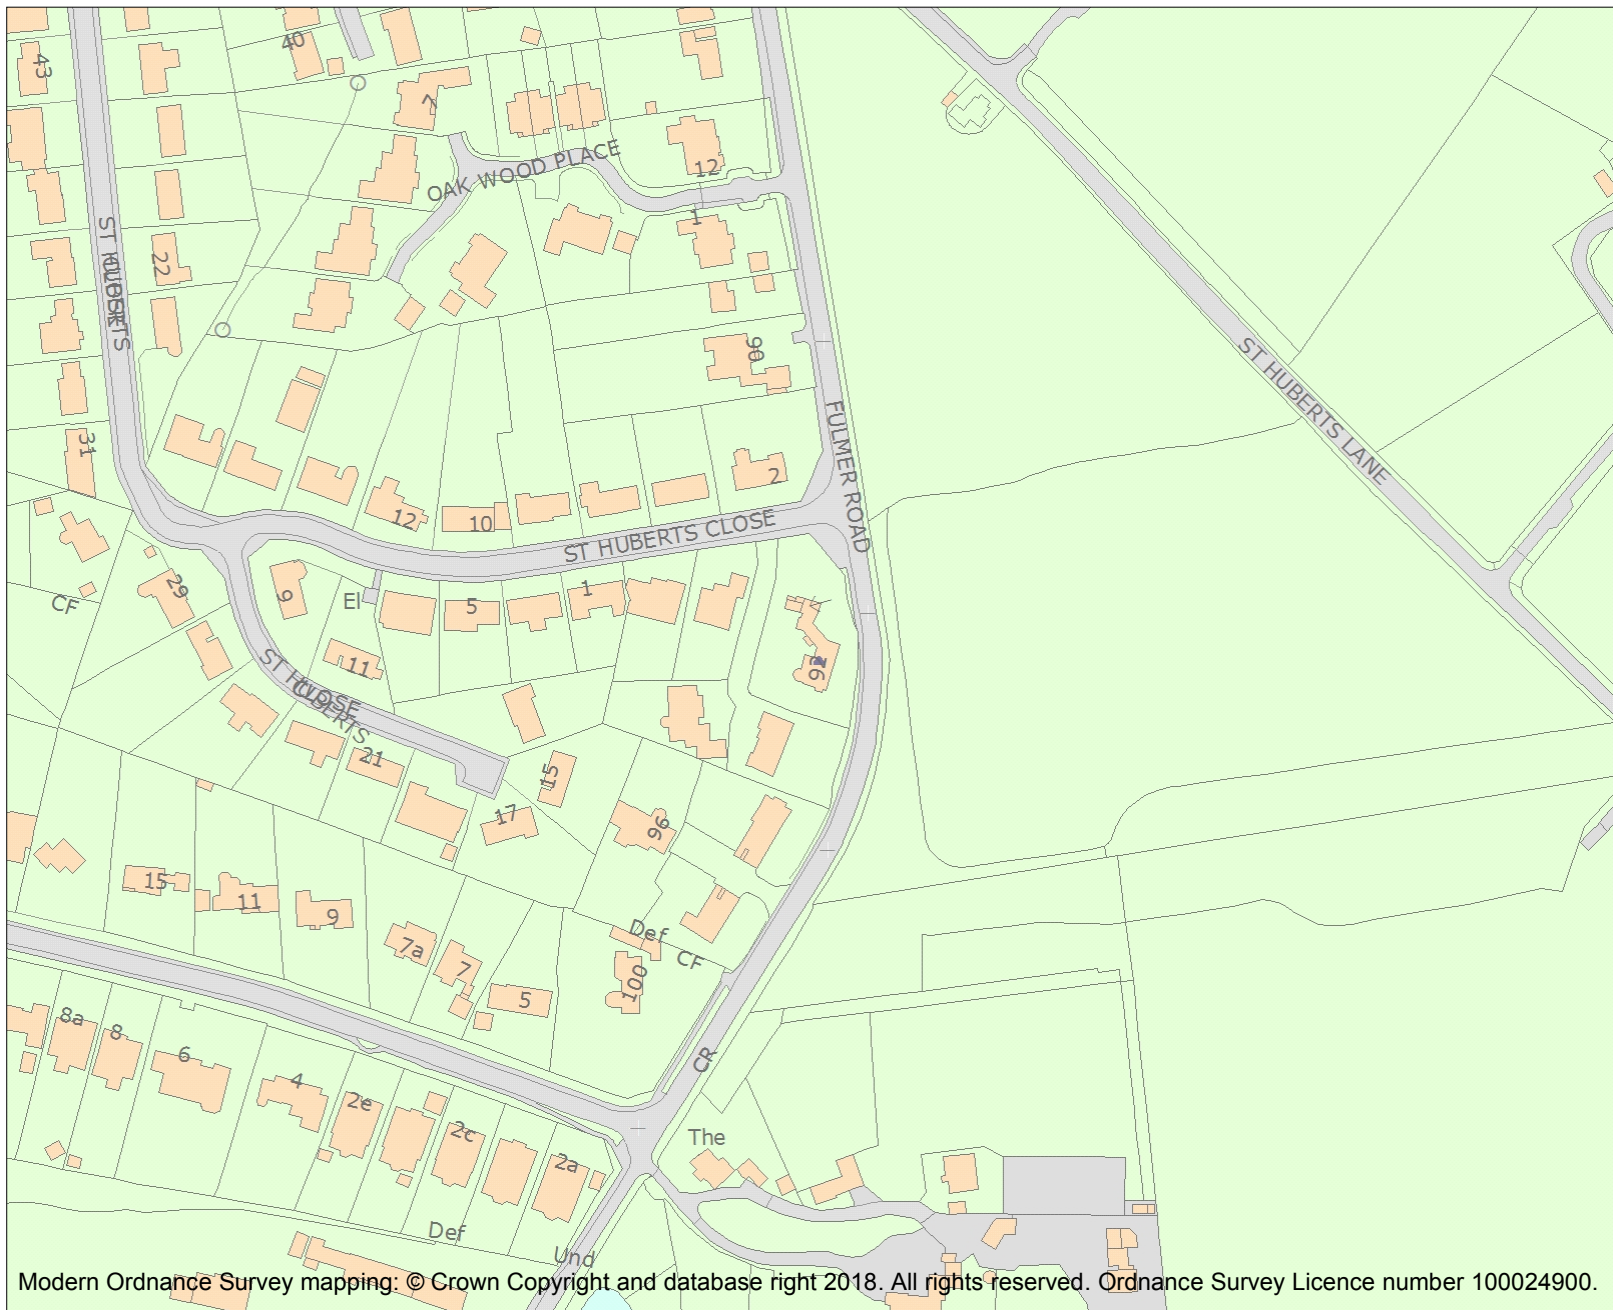 40
43
7
OAK WOOD PLACE
12
1
22
ST HUBERTS
CLOSE
90
ST HUBERTS LANE
FULMER ROAD
31
2
12
10
ST HUBERTS CLOSE
29
9
El
5
1
CF
11
92
ST HUBERTS
CLOSE
21
15
17
96
15
11
9
7a
7
5
Def
CF
100
8a
8
6
4
2e
2c
2a
CR
The
Def
Und
Modern Ordnance Survey mapping: © Crown Copyright and database right 2018. All rights reserved. Ordnance Survey Licence number 100024900.